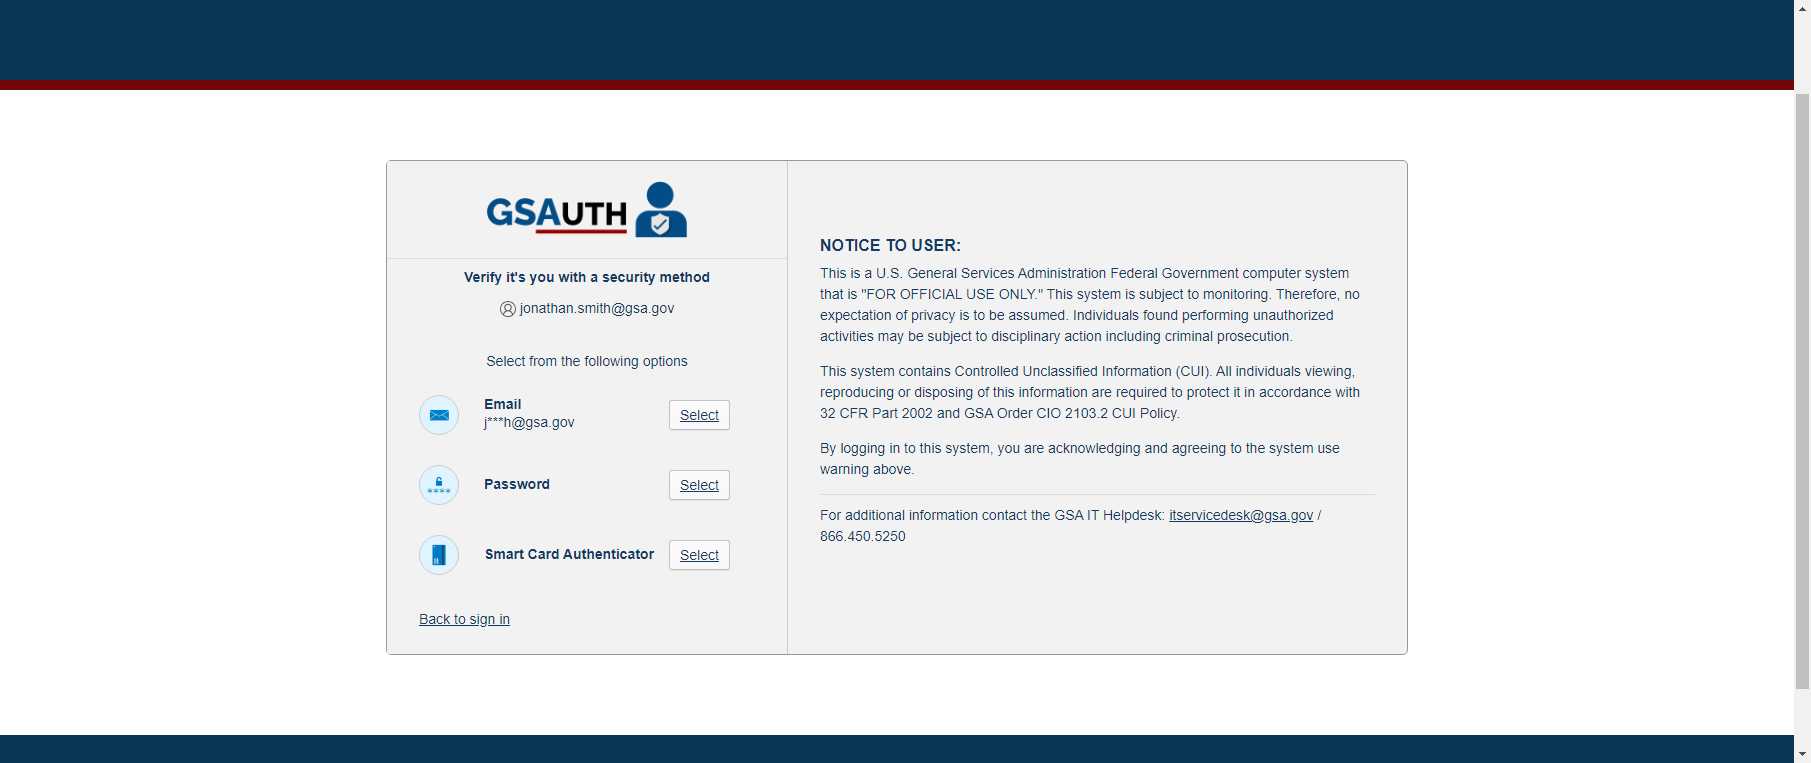 GSAUTH
Verify it's you with a security method
jonathan.smith@gsa.gov
Select from the following options
Email
j***h@gsa.gov
Select
Password
Select
Smart Card Authenticator
Select
Back to sign in
NOTICE TO USER:
This is a U.S. General Services Administration Federal Government computer system
that is "FOR OFFICIAL USE ONLY." This system is subject to monitoring. Therefore, no
expectation of privacy is to be assumed. Individuals found performing unauthorized
activities may be subject to disciplinary action including criminal prosecution.
This system contains Controlled Unclassified Information (CUI). All individuals viewing,
reproducing or disposing of this information are required to protect it in accordance with
32 CFR Part 2002 and GSA Order CIO 2103.2 CUI Policy.
By logging in to this system, you are acknowledging and agreeing to the system use
warning above.
For additional information contact the GSA IT Helpdesk: itservicedesk@gsa.gov /
866.450.5250